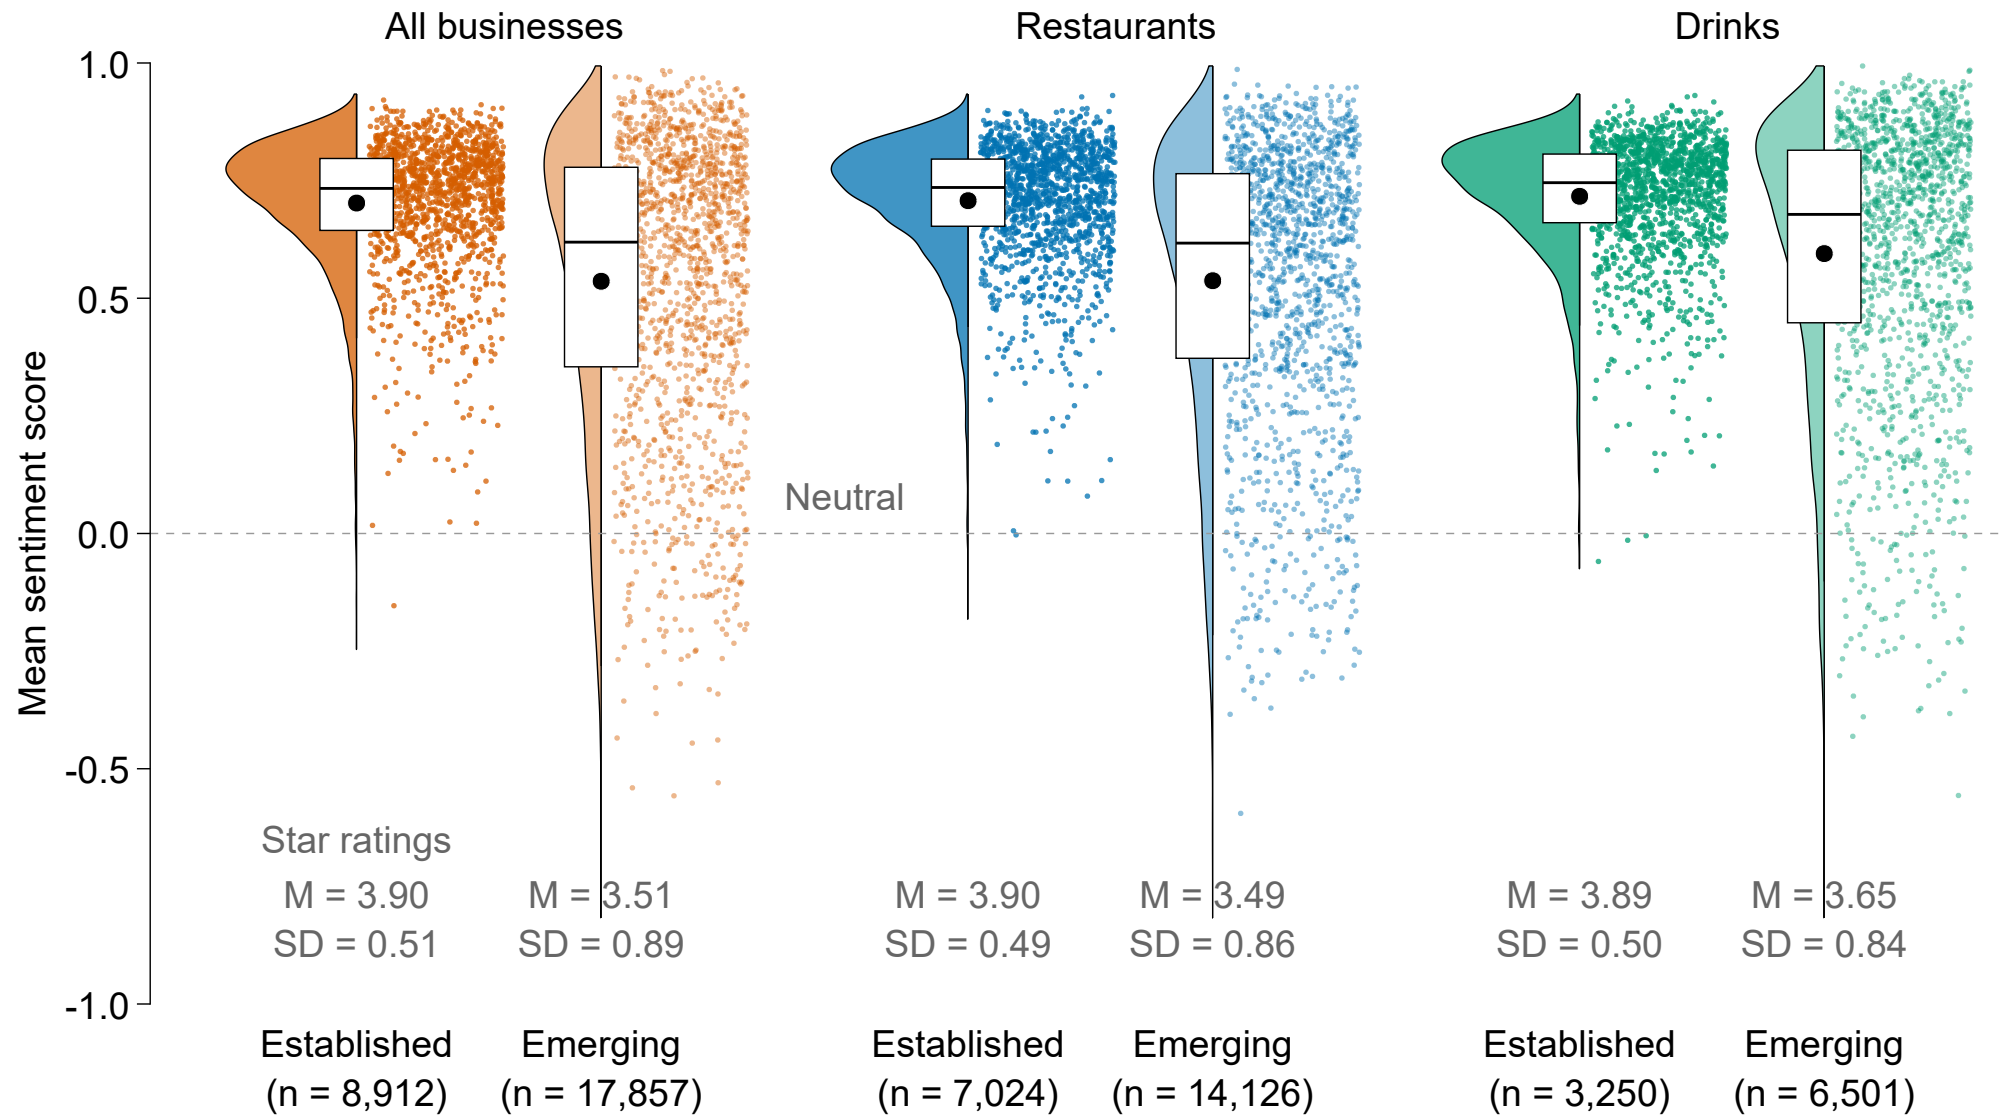 All businesses
Restaurants
Drinks
Mean sentiment score
1.0
0.5
0.0
-0.5
-1.0
Neutral
Star ratings
M = 3.90
SD = 0.51
M = 3.51
SD = 0.89
M = 3.90
SD = 0.49
M = 3.49
SD = 0.86
M = 3.89
SD = 0.50
M = 3.65
SD = 0.84
Established
(n = 8,912)
Emerging
(n = 17,857)
Established
(n = 7,024)
Emerging
(n = 14,126)
Established
(n = 3,250)
Emerging
(n = 6,501)